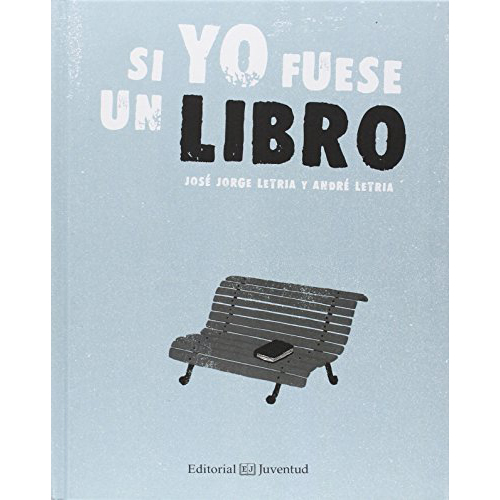 SI YO FUESE
UN LIBRO
JOSÉ JORGE LETRIA Y ANDRÉ LETRIA
Editorial EJ Juventud